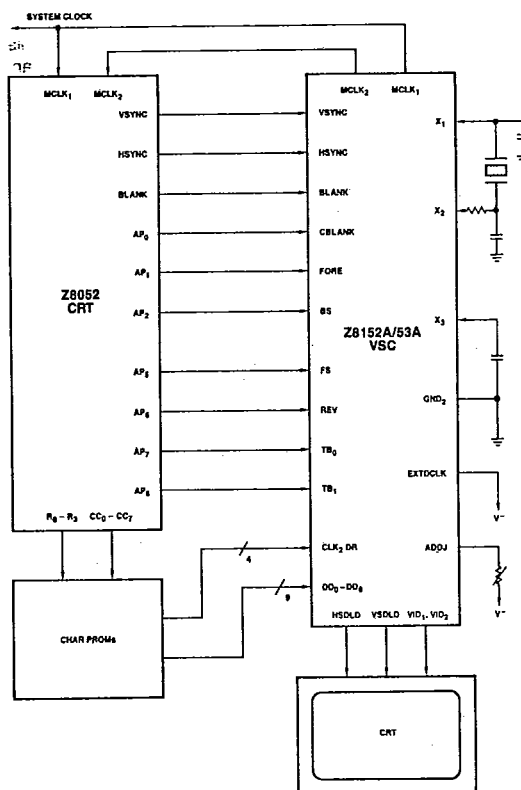 SYSTEM CLOCK
MCLK₁ MCLK₂
MCLK₂ MCLK₁
VSYNC
HSYNC
BLANK
AP₀
AP₁
AP₂
AP₅
AP₆
AP₇
AP₈
Z8052
CRT
R₀ – R₃ CC₀ – CC₇
VSYNC
HSYNC
BLANK
CBLANK
FORE
BS
FS
REV
TB₀
TB₁
CLK₂ DR
DD₀ – DD₈
Z8152A/53A
VSC
X₁
X₂
X₃
GND₂
EXTDCLK
ADDJ
V⁻
V⁻
4
9
CHAR PROMs
HSDLD VSDLD VID₁, VID₂
CRT